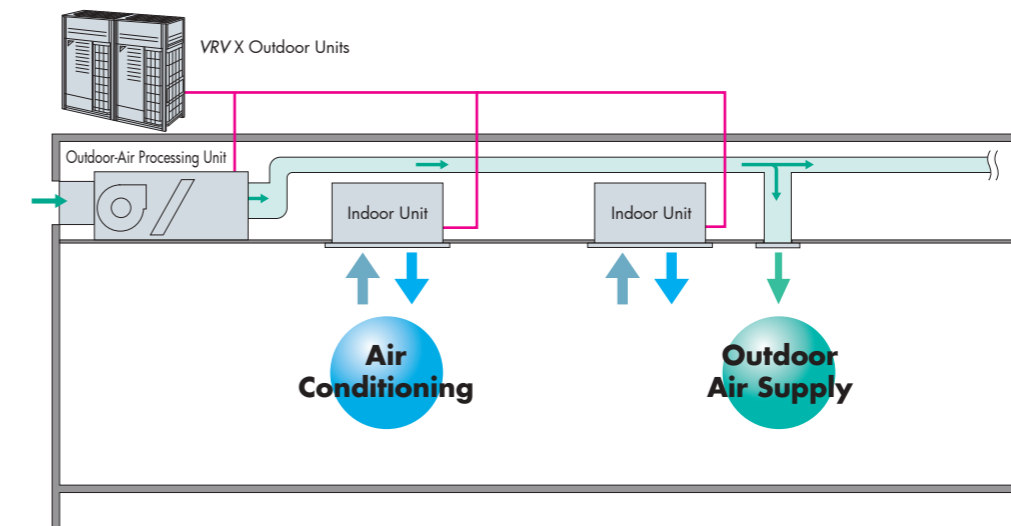 VRV X Outdoor Units
Outdoor-Air Processing Unit
Indoor Unit
Indoor Unit
Air
Conditioning
Outdoor
Air Supply